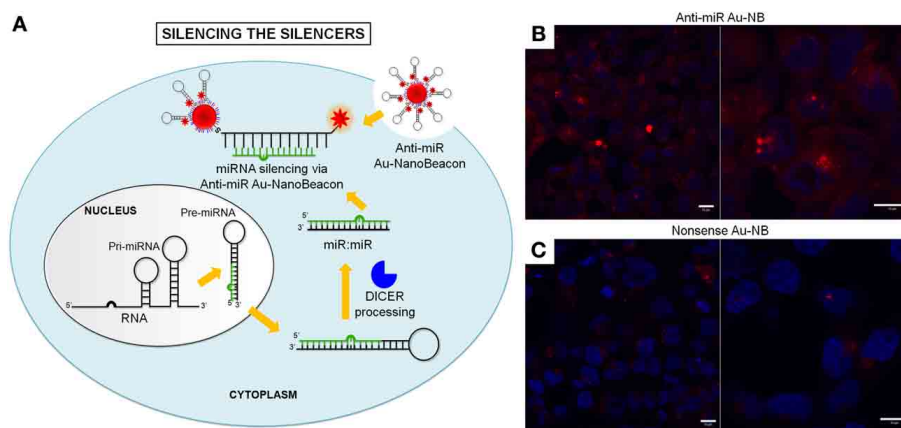 A
SILENCING THE SILENCERS
S
miRNA silencing via
Anti-miR Au-NanoBeacon
Anti-miR
Au-NanoBeacon
NUCLEUS
Pre-miRNA
Pri-miRNA
5´
3´
RNA
5´ 3´
5´
3´
miR:miR
DICER
processing
5´
3´
CYTOPLASM
B
Anti-miR Au-NB
C
Nonsense Au-NB